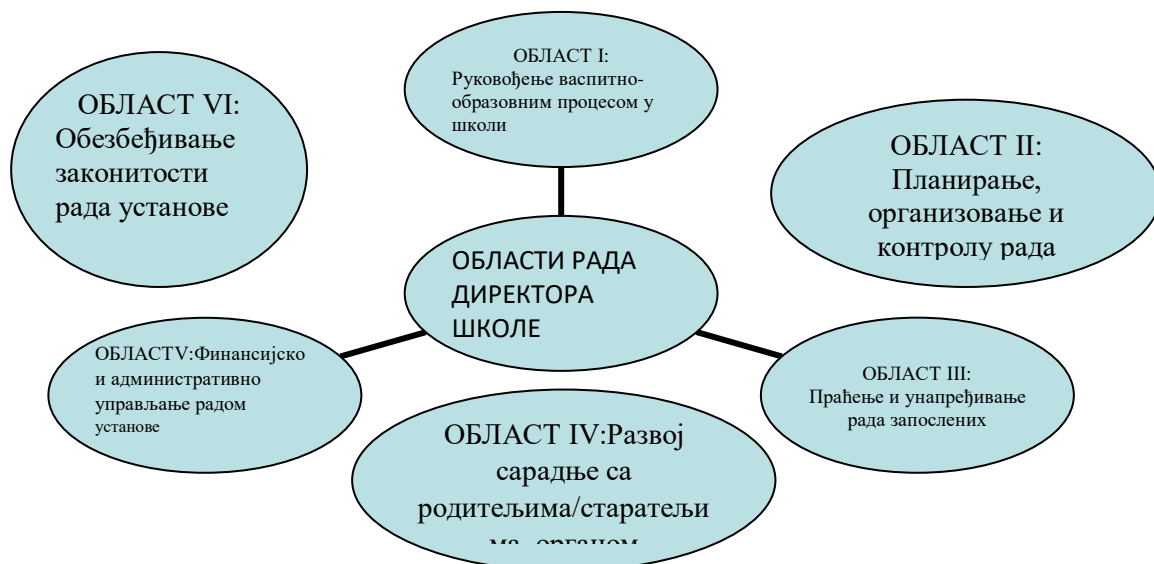 ОБЛАСТ I:
Руковођење васпитно-
образовним процесом у
школи
ОБЛАСТ VI:
Обезбеђивање
законитости
рада установе
ОБЛАСТ II:
Планирање,
организовање и
контролу рада
ОБЛАСТИ РАДА
ДИРЕКТОРА
ШКОЛЕ
ОБЛАСТV:Финансијско
и административно
управљање радом
установе
ОБЛАСТ III:
Праћење и унапређивање
рада запослених
ОБЛАСТ IV:Развој
сарадње са
родитељима/старатељи
ма органом